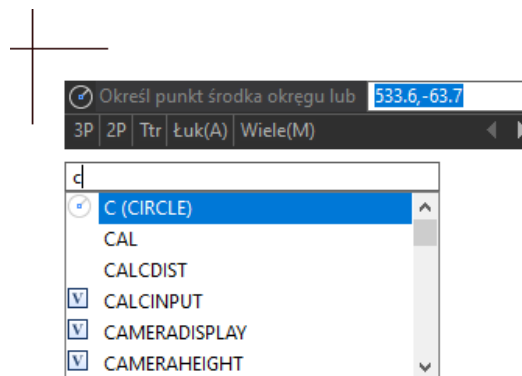 Określ punkt środka okręgu lub 533.6,-63.7
3P 2P Ttr Łuk(A) Wiele(M)
c
C (CIRCLE)
CAL
CALCDIST
V CALCINPUT
V CAMERADISPLAY
V CAMERAHEIGHT